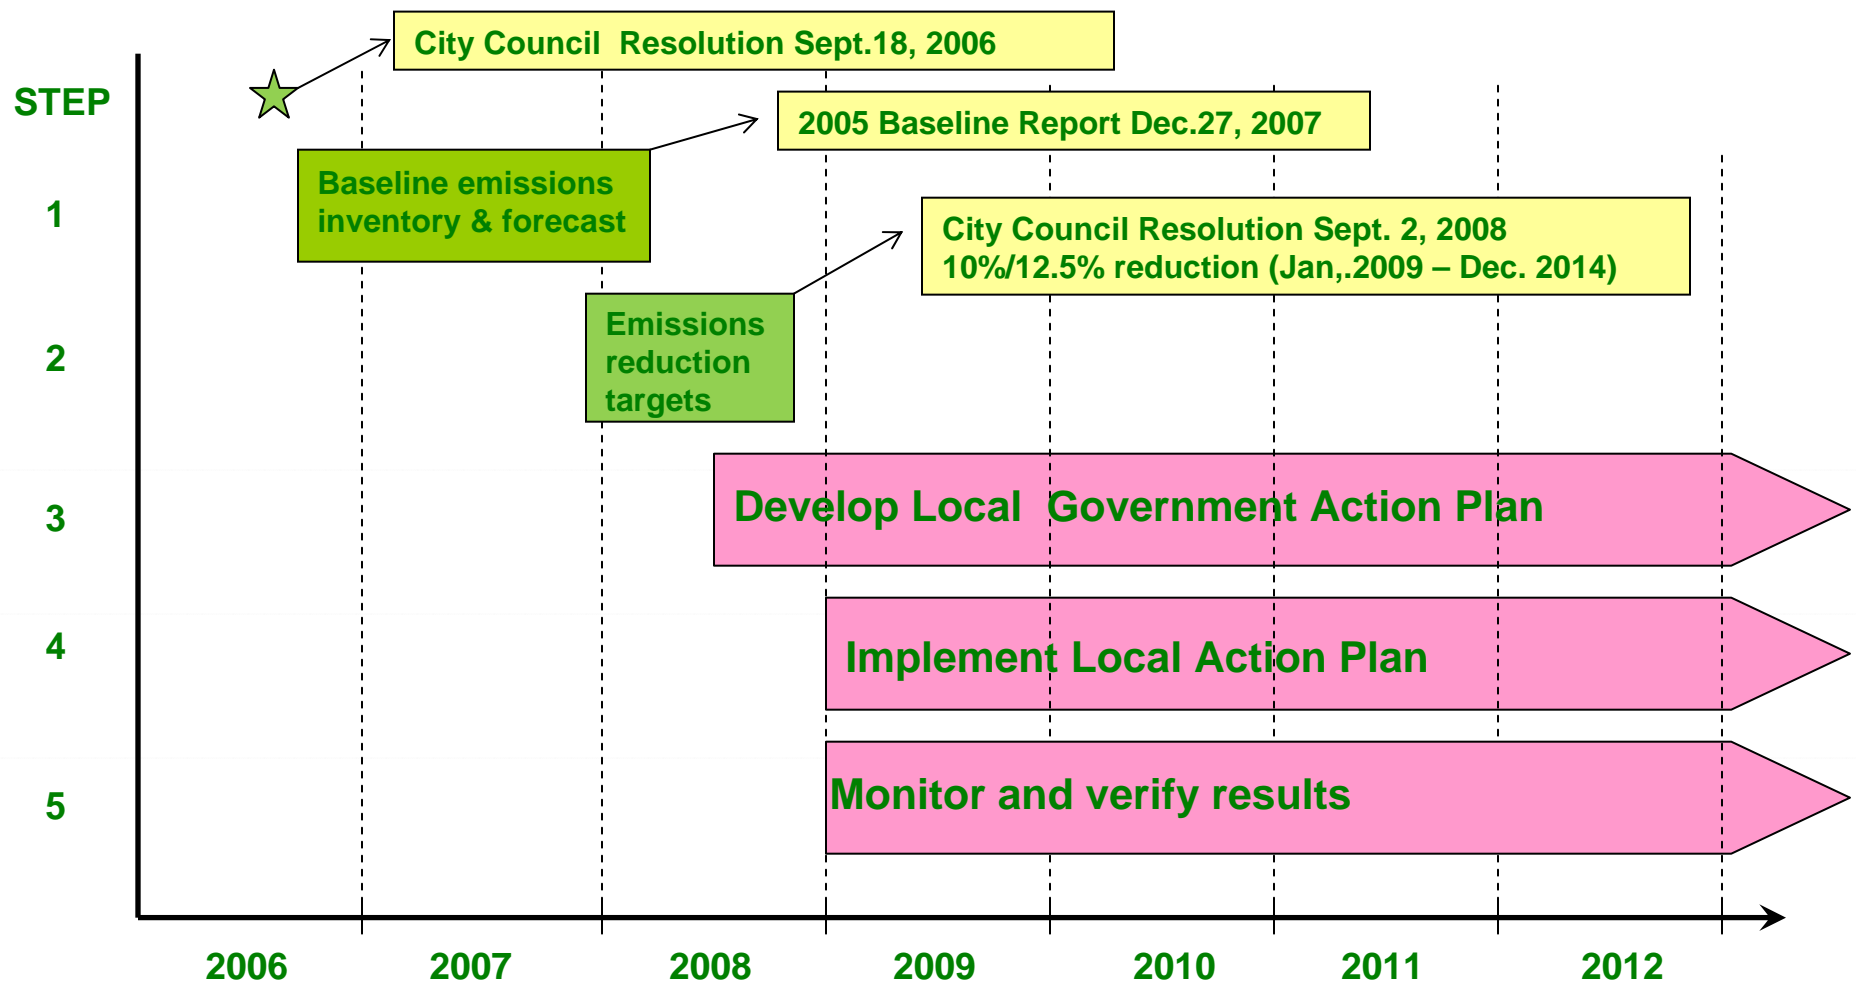 City Council  Resolution Sept.18, 2006
STEP
2005 Baseline Report Dec.27, 2007
1
Baseline emissions
inventory & forecast
City Council Resolution Sept. 2, 2008
10%/12.5% reduction (Jan,.2009 – Dec. 2014)
2
Emissions
reduction
targets
3
Develop Local  Government Action Plan
4
Implement Local Action Plan
5
Monitor and verify results
2006 2007 2008 2009 2010 2011 2012